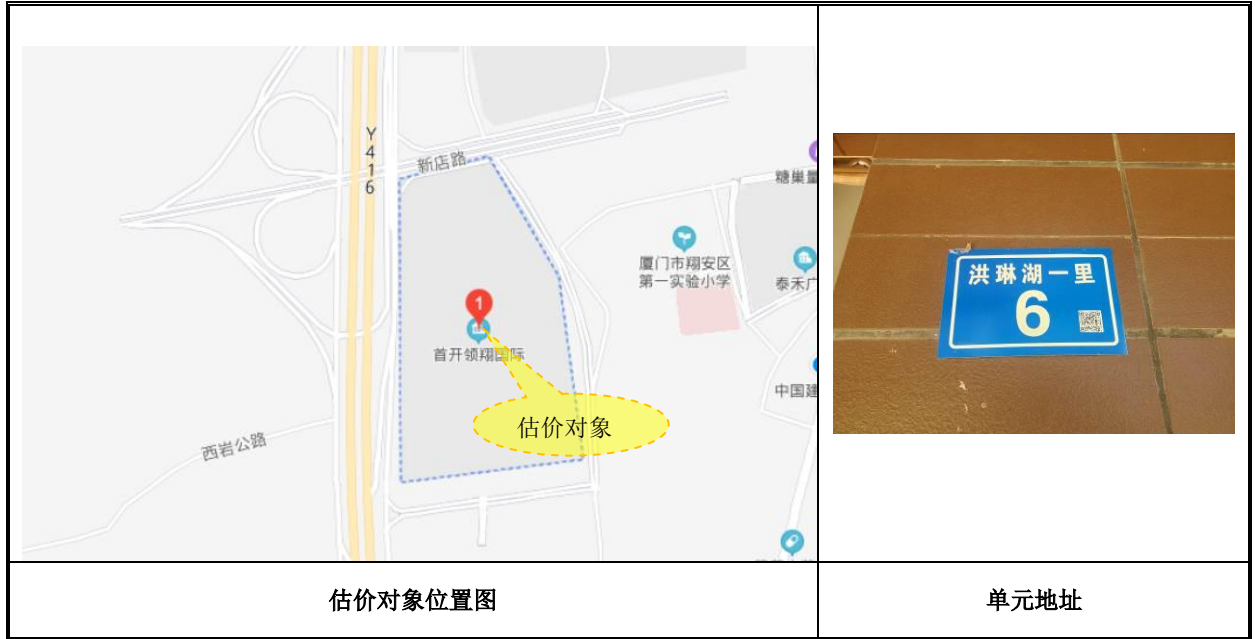 Y416
新店路
糖巢量
厦门市翔安区
第一实验小学
泰禾广
1
首开领翔国际
中国建
估价对象
西岩公路
洪琳湖一里
6
估价对象位置图
单元地址